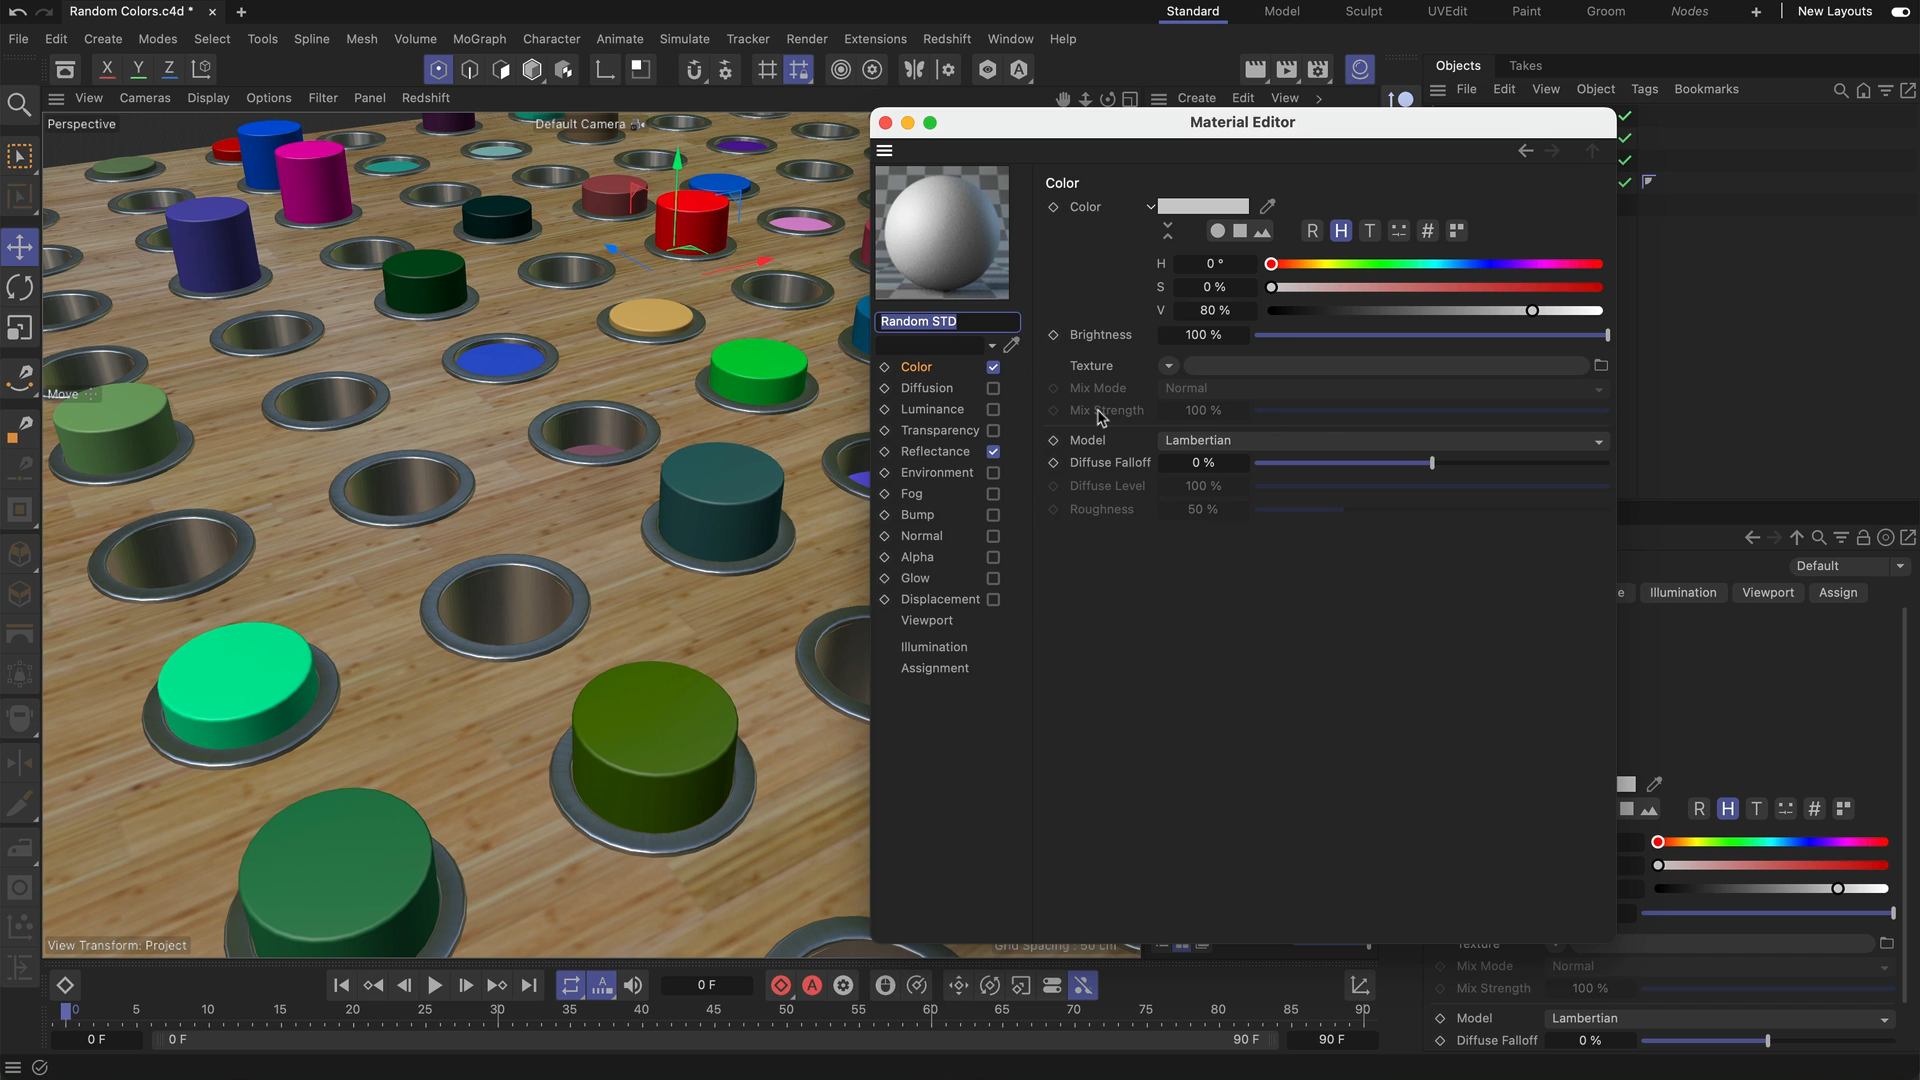 Random Colors.c4d *
Standard
Model
Sculpt
UVEdit
Paint
Groom
Nodes
New Layouts
File Edit Create Modes Select Tools Spline Mesh Volume MoGraph Character Animate Simulate Tracker Render Extensions Redshift Window Help
X Y Z
Objects Takes
View Cameras Display Options Filter Panel Redshift
Create Edit View
File Edit View Object Tags Bookmarks
Perspective
Default Camera
Move
View Transform: Project
Grid Spacing : 50 cm
Material Editor
Random STD
Color
Diffusion
Luminance
Transparency
Reflectance
Environment
Fog
Bump
Normal
Alpha
Glow
Displacement
Viewport
Illumination
Assignment
Color
Color
R H T #
H 0 °
S 0 %
V 80 %
Brightness 100 %
Texture
Mix Mode Normal
Mix Strength 100 %
Model Lambertian
Diffuse Falloff 0 %
Diffuse Level 100 %
Roughness 50 %
Default
e Illumination Viewport Assign
R H T #
Texture
Mix Mode Normal
Mix Strength 100 %
Model Lambertian
Diffuse Falloff 0 %
A
0 F
A
0 5 10 15 20 25 30 35 40 45 50 55 60 65 70 75 80 85 90
0 F 0 F 90 F 90 F